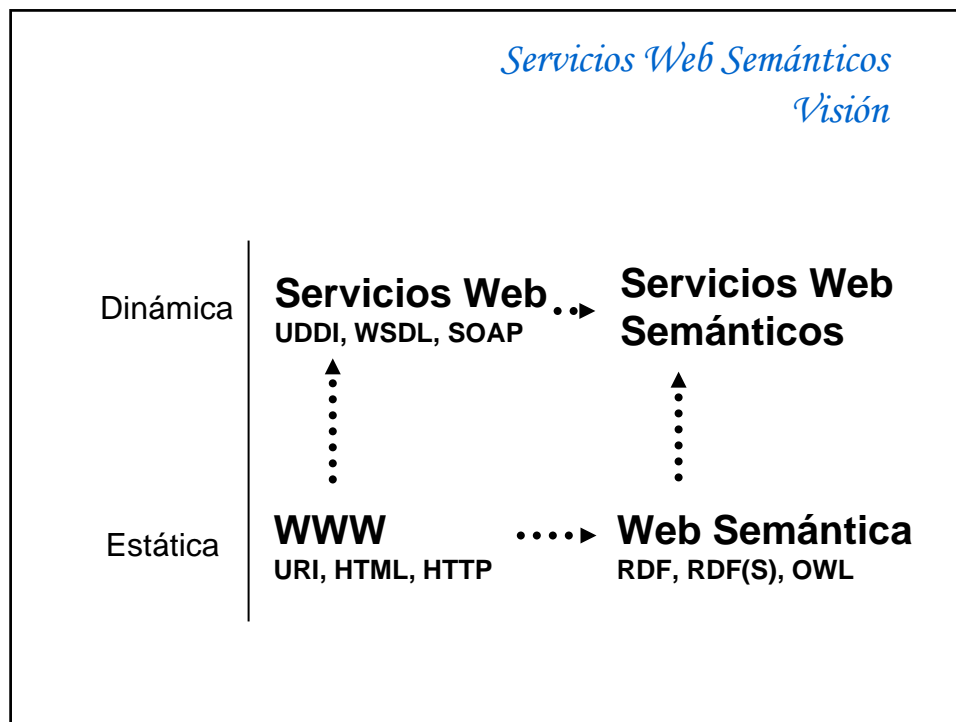 Servicios Web Semánticos
Visión
Dinámica
Servicios Web
UDDI, WSDL, SOAP
Servicios Web
Semánticos
Estática
WWW
URI, HTML, HTTP
Web Semántica
RDF, RDF(S), OWL